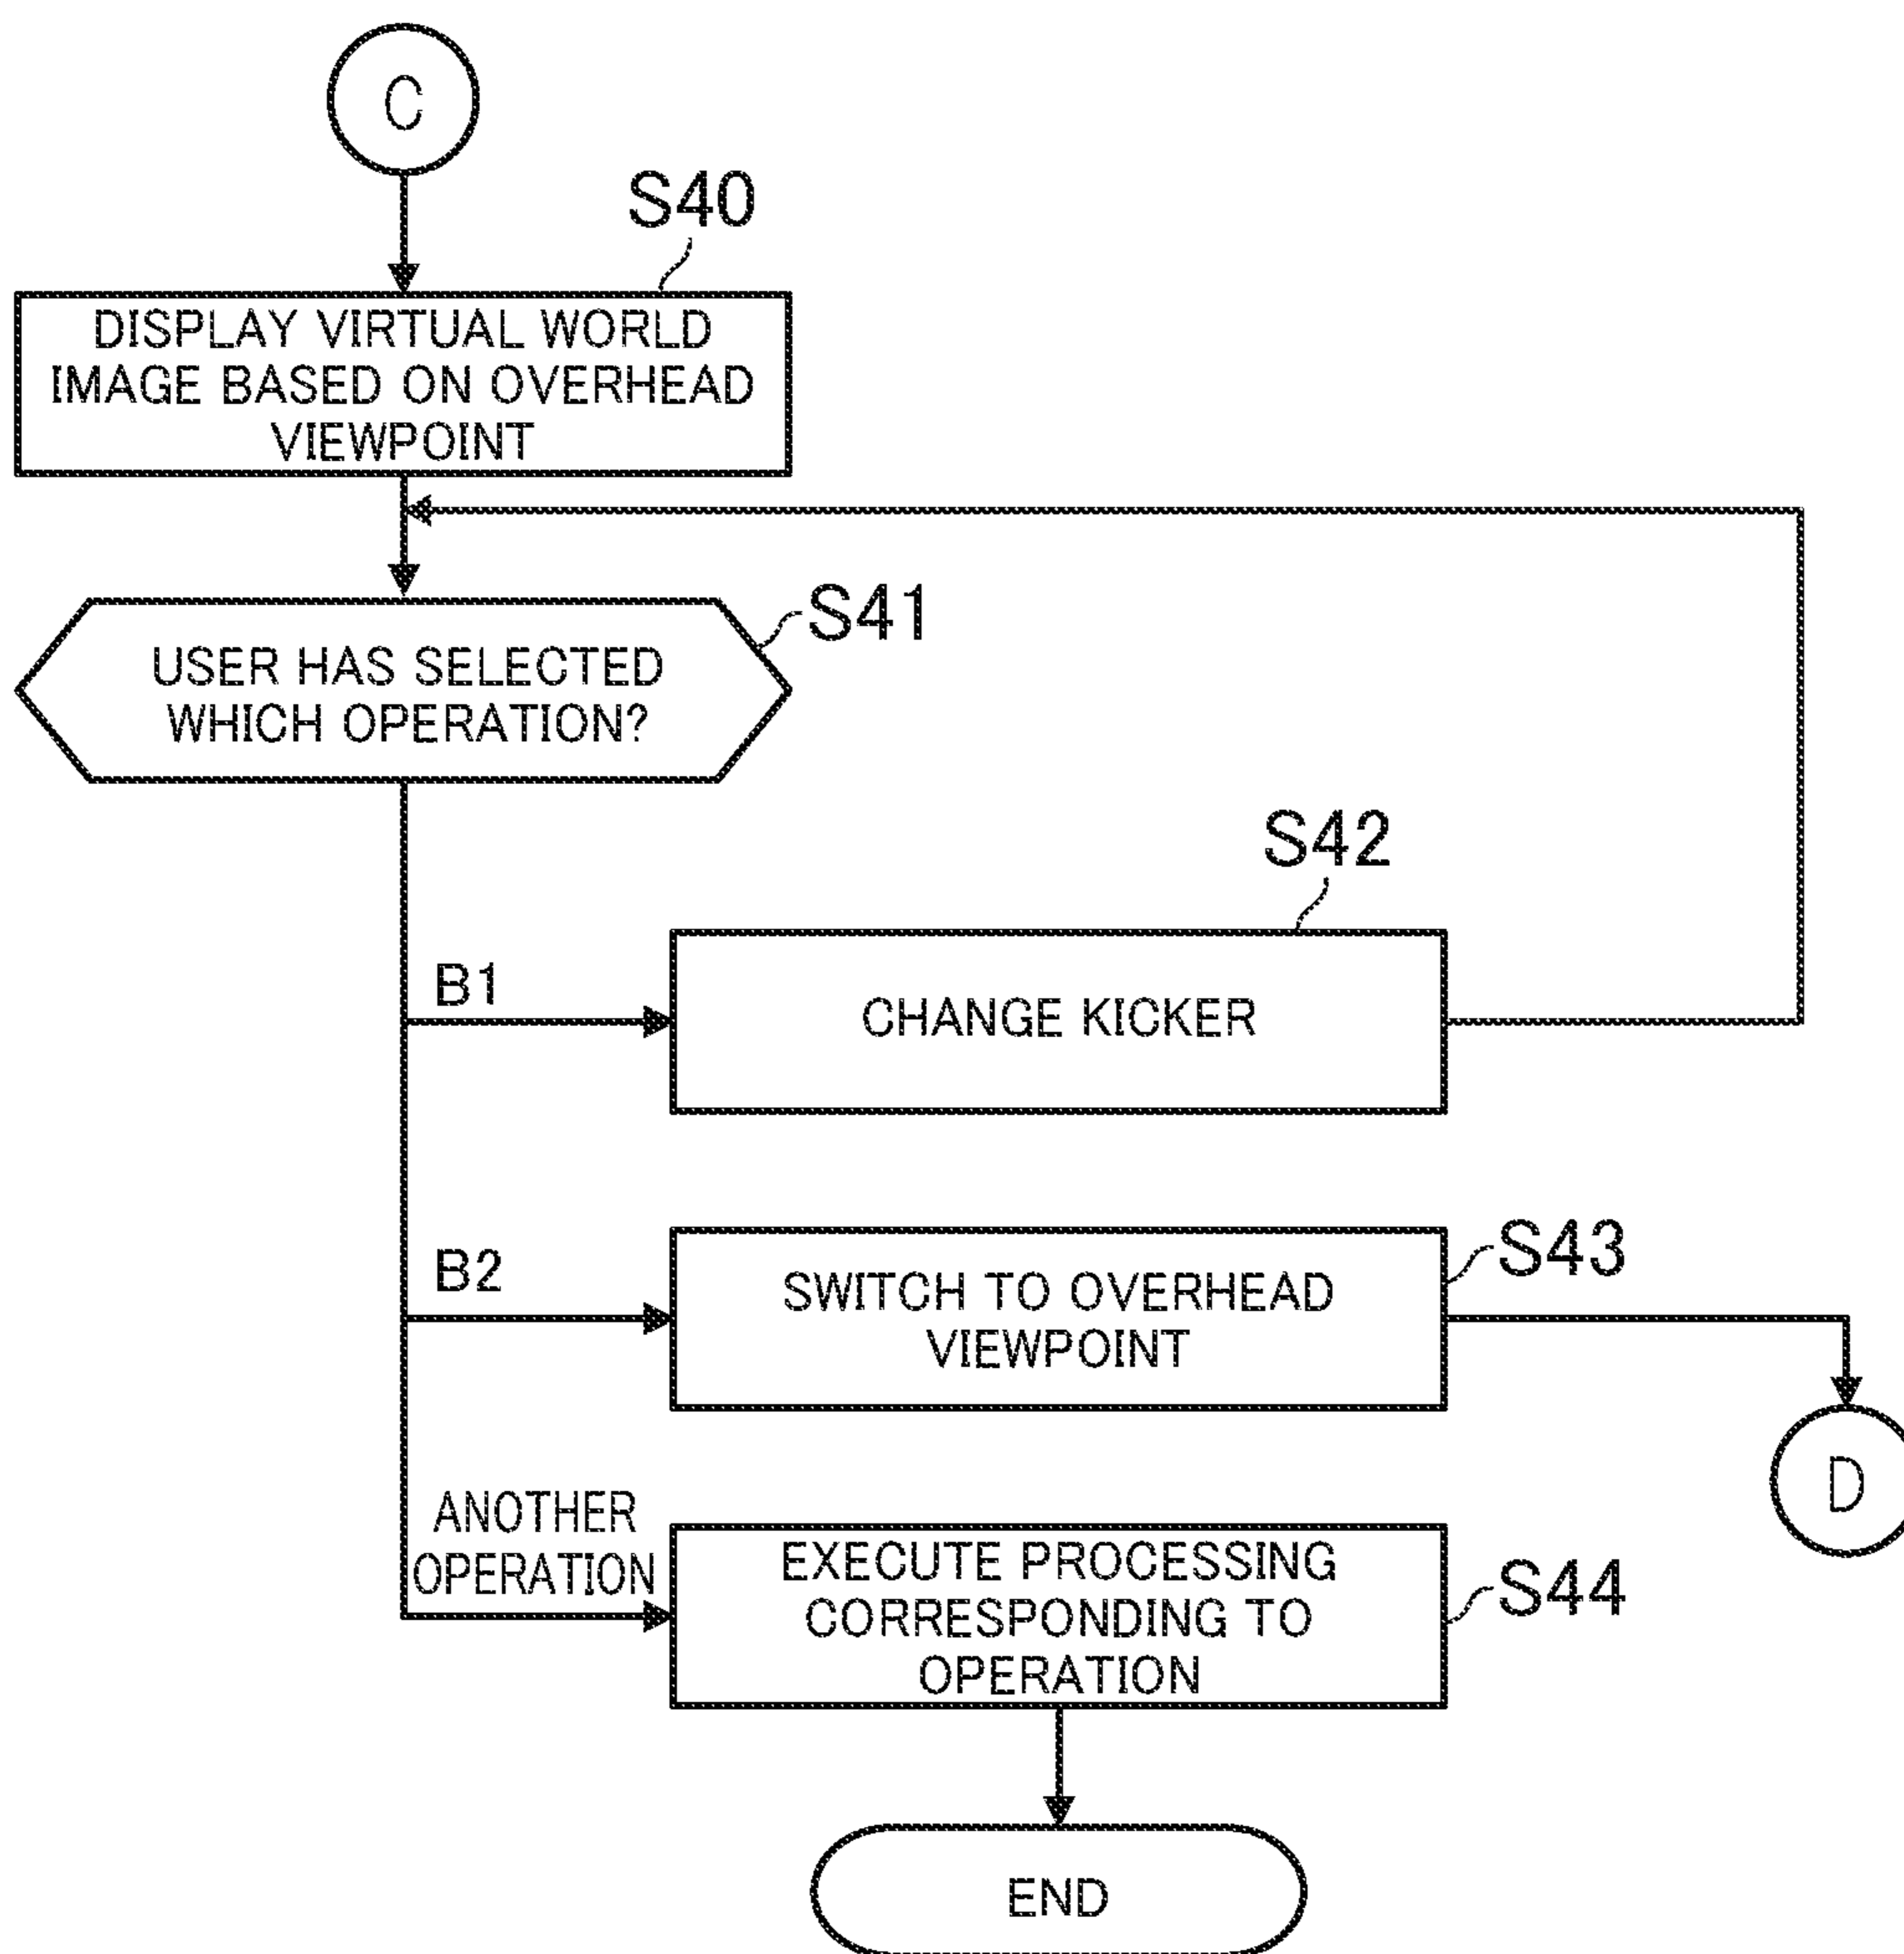 C
S40
DISPLAY VIRTUAL WORLD
IMAGE BASED ON OVERHEAD
VIEWPOINT
S41
USER HAS SELECTED
WHICH OPERATION?
S42
B1
CHANGE KICKER
S43
B2
SWITCH TO OVERHEAD
VIEWPOINT
D
ANOTHER
OPERATION
EXECUTE PROCESSING
CORRESPONDING TO
OPERATION
S44
END